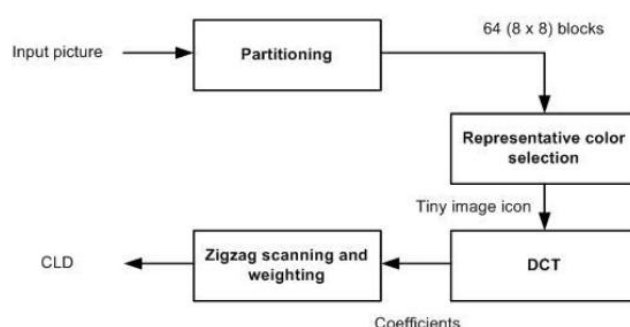 Input picture
Partitioning
64 (8 x 8) blocks
Representative color
selection
Tiny image icon
DCT
Zigzag scanning and
weighting
CLD
Coefficients